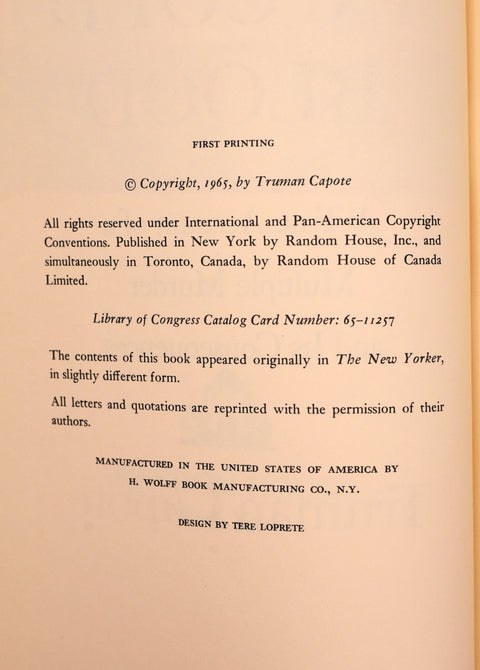 FIRST PRINTING
© Copyright, 1965, by Truman Capote
All rights reserved under International and Pan-American Copyright
Conventions. Published in New York by Random House, Inc., and
simultaneously in Toronto, Canada, by Random House of Canada
Limited.
Library of Congress Catalog Card Number: 65-11257
The contents of this book appeared originally in The New Yorker,
in slightly different form.
All letters and quotations are reprinted with the permission of their
authors.
MANUFACTURED IN THE UNITED STATES OF AMERICA BY
H. WOLFF BOOK MANUFACTURING CO., N.Y.
DESIGN BY TERE LOPRETE